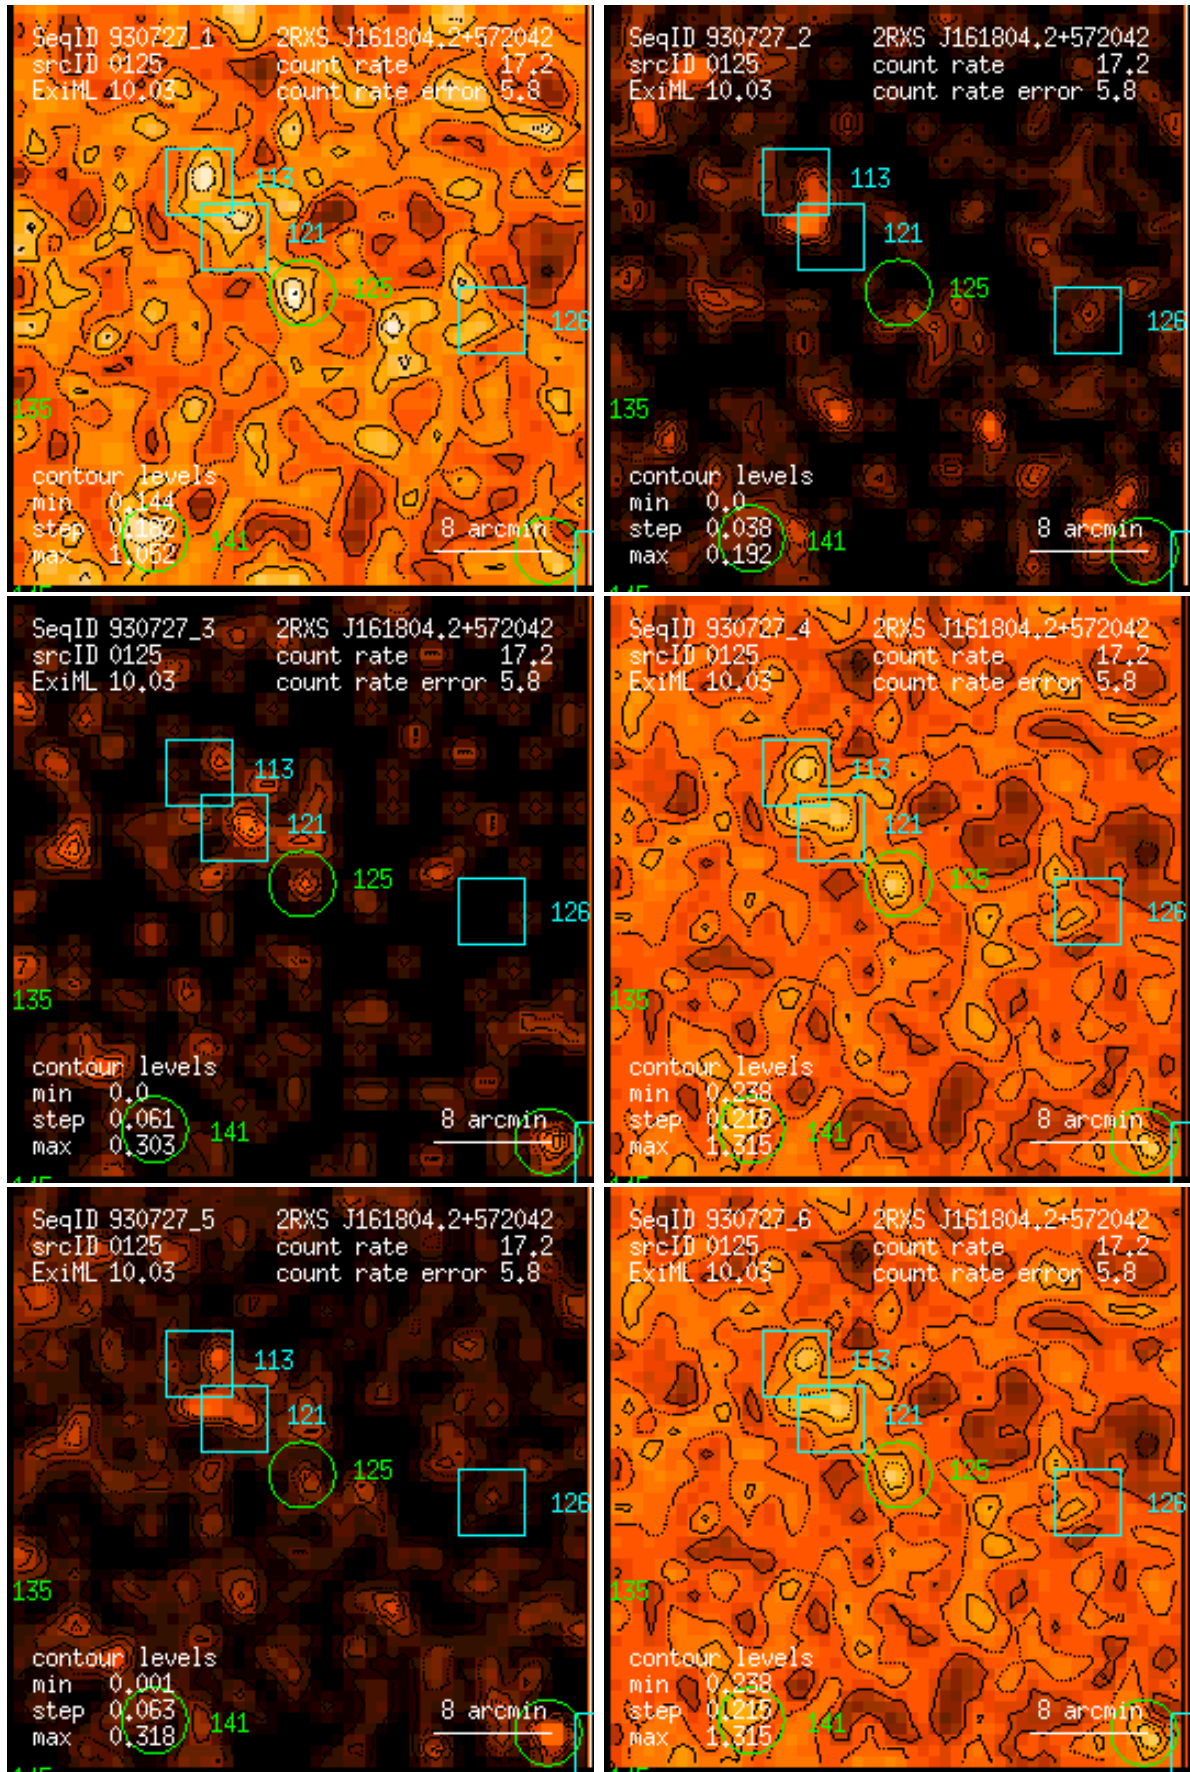 SeqID 930727_1 2RXS J161804.2+572042
srcID 0125 count rate 17.2
ExiML 10.03 count rate error 5.8
113
121
125
126
135
contour levels
min 0.144
step 0.182
max 1.052
141
8 arcmin
SeqID 930727_2 2RXS J161804.2+572042
srcID 0125 count rate 17.2
ExiML 10.03 count rate error 5.8
113
121
125
126
135
contour levels
min 0.0
step 0.038
max 0.192
141
8 arcmin
SeqID 930727_3 2RXS J161804.2+572042
srcID 0125 count rate 17.2
ExiML 10.03 count rate error 5.8
113
121
125
126
135
contour levels
min 0.0
step 0.061
max 0.303
141
8 arcmin
SeqID 930727_4 2RXS J161804.2+572042
srcID 0125 count rate 17.2
ExiML 10.03 count rate error 5.8
113
121
125
126
135
contour levels
min 0.238
step 0.215
max 1.315
141
8 arcmin
SeqID 930727_5 2RXS J161804.2+572042
srcID 0125 count rate 17.2
ExiML 10.03 count rate error 5.8
113
121
125
126
135
contour levels
min 0.001
step 0.063
max 0.318
141
8 arcmin
SeqID 930727_6 2RXS J161804.2+572042
srcID 0125 count rate 17.2
ExiML 10.03 count rate error 5.8
113
121
125
126
135
contour levels
min 0.238
step 0.215
max 1.315
141
8 arcmin